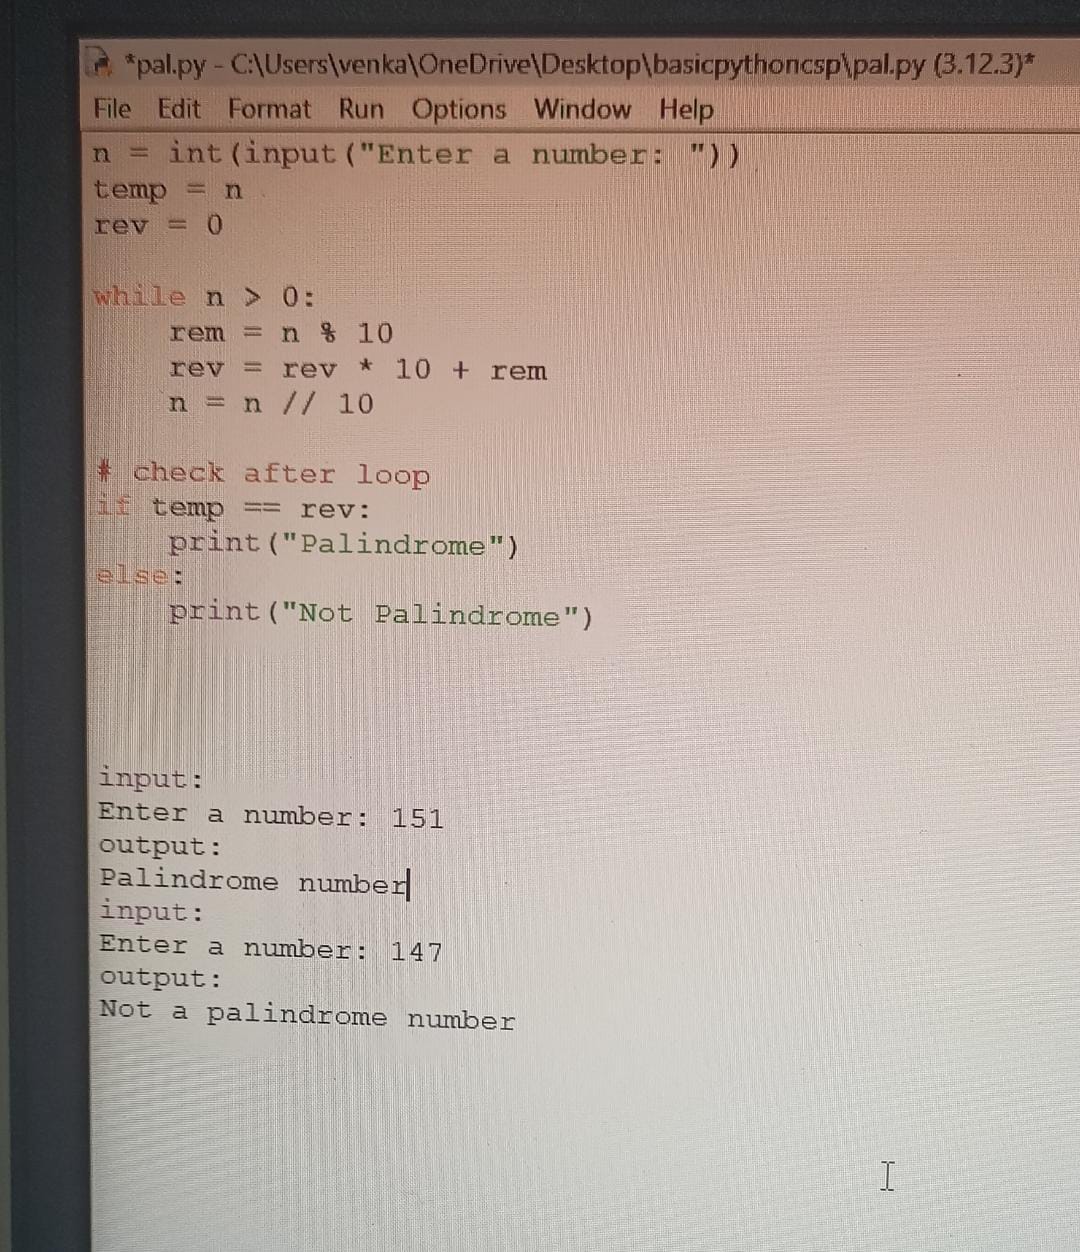 *pal.py - C:\Users\venka\OneDrive\Desktop\basicpythoncsp\pal.py (3.12.3)*
File Edit Format Run Options Window Help
n = int(input("Enter a number: "))
temp = n
rev = 0
while n > 0:
    rem = n % 10
    rev = rev * 10 + rem
    n = n // 10
# check after loop
if temp == rev:
    print("Palindrome")
else:
    print("Not Palindrome")
input:
Enter a number: 151
output:
Palindrome number
input:
Enter a number: 147
output:
Not a palindrome number